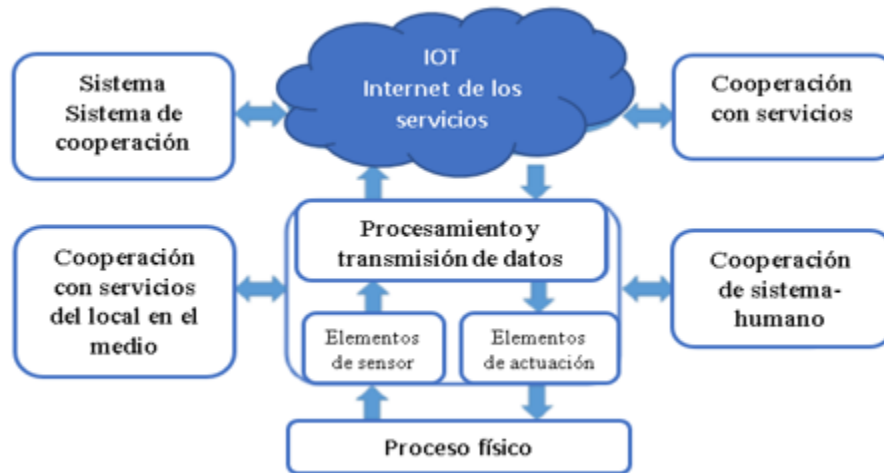 IOT
Internet de los
servicios
Sistema
Sistema de
cooperación
Cooperación
con servicios
Procesamiento y
transmisión de datos
Cooperación
con servicios
del local en el
medio
Cooperación
de sistema-
humano
Elementos
de sensor
Elementos
de actuación
Proceso físico